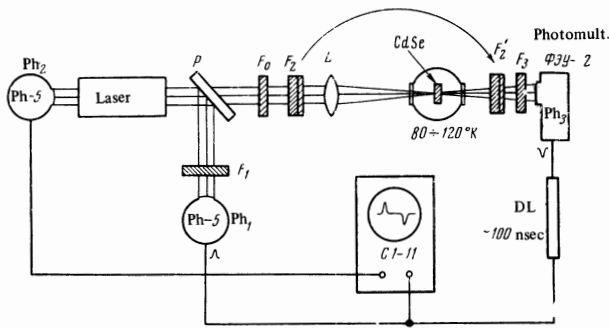 Photomult.
ФЭУ-2
Ph2
P
F0
F2
L
CdSe
F2'
F3
Ph-5
Laser
Ph3
80÷120°K
F1
Ph-5
Ph1
DL
~100 nsec
C1-11